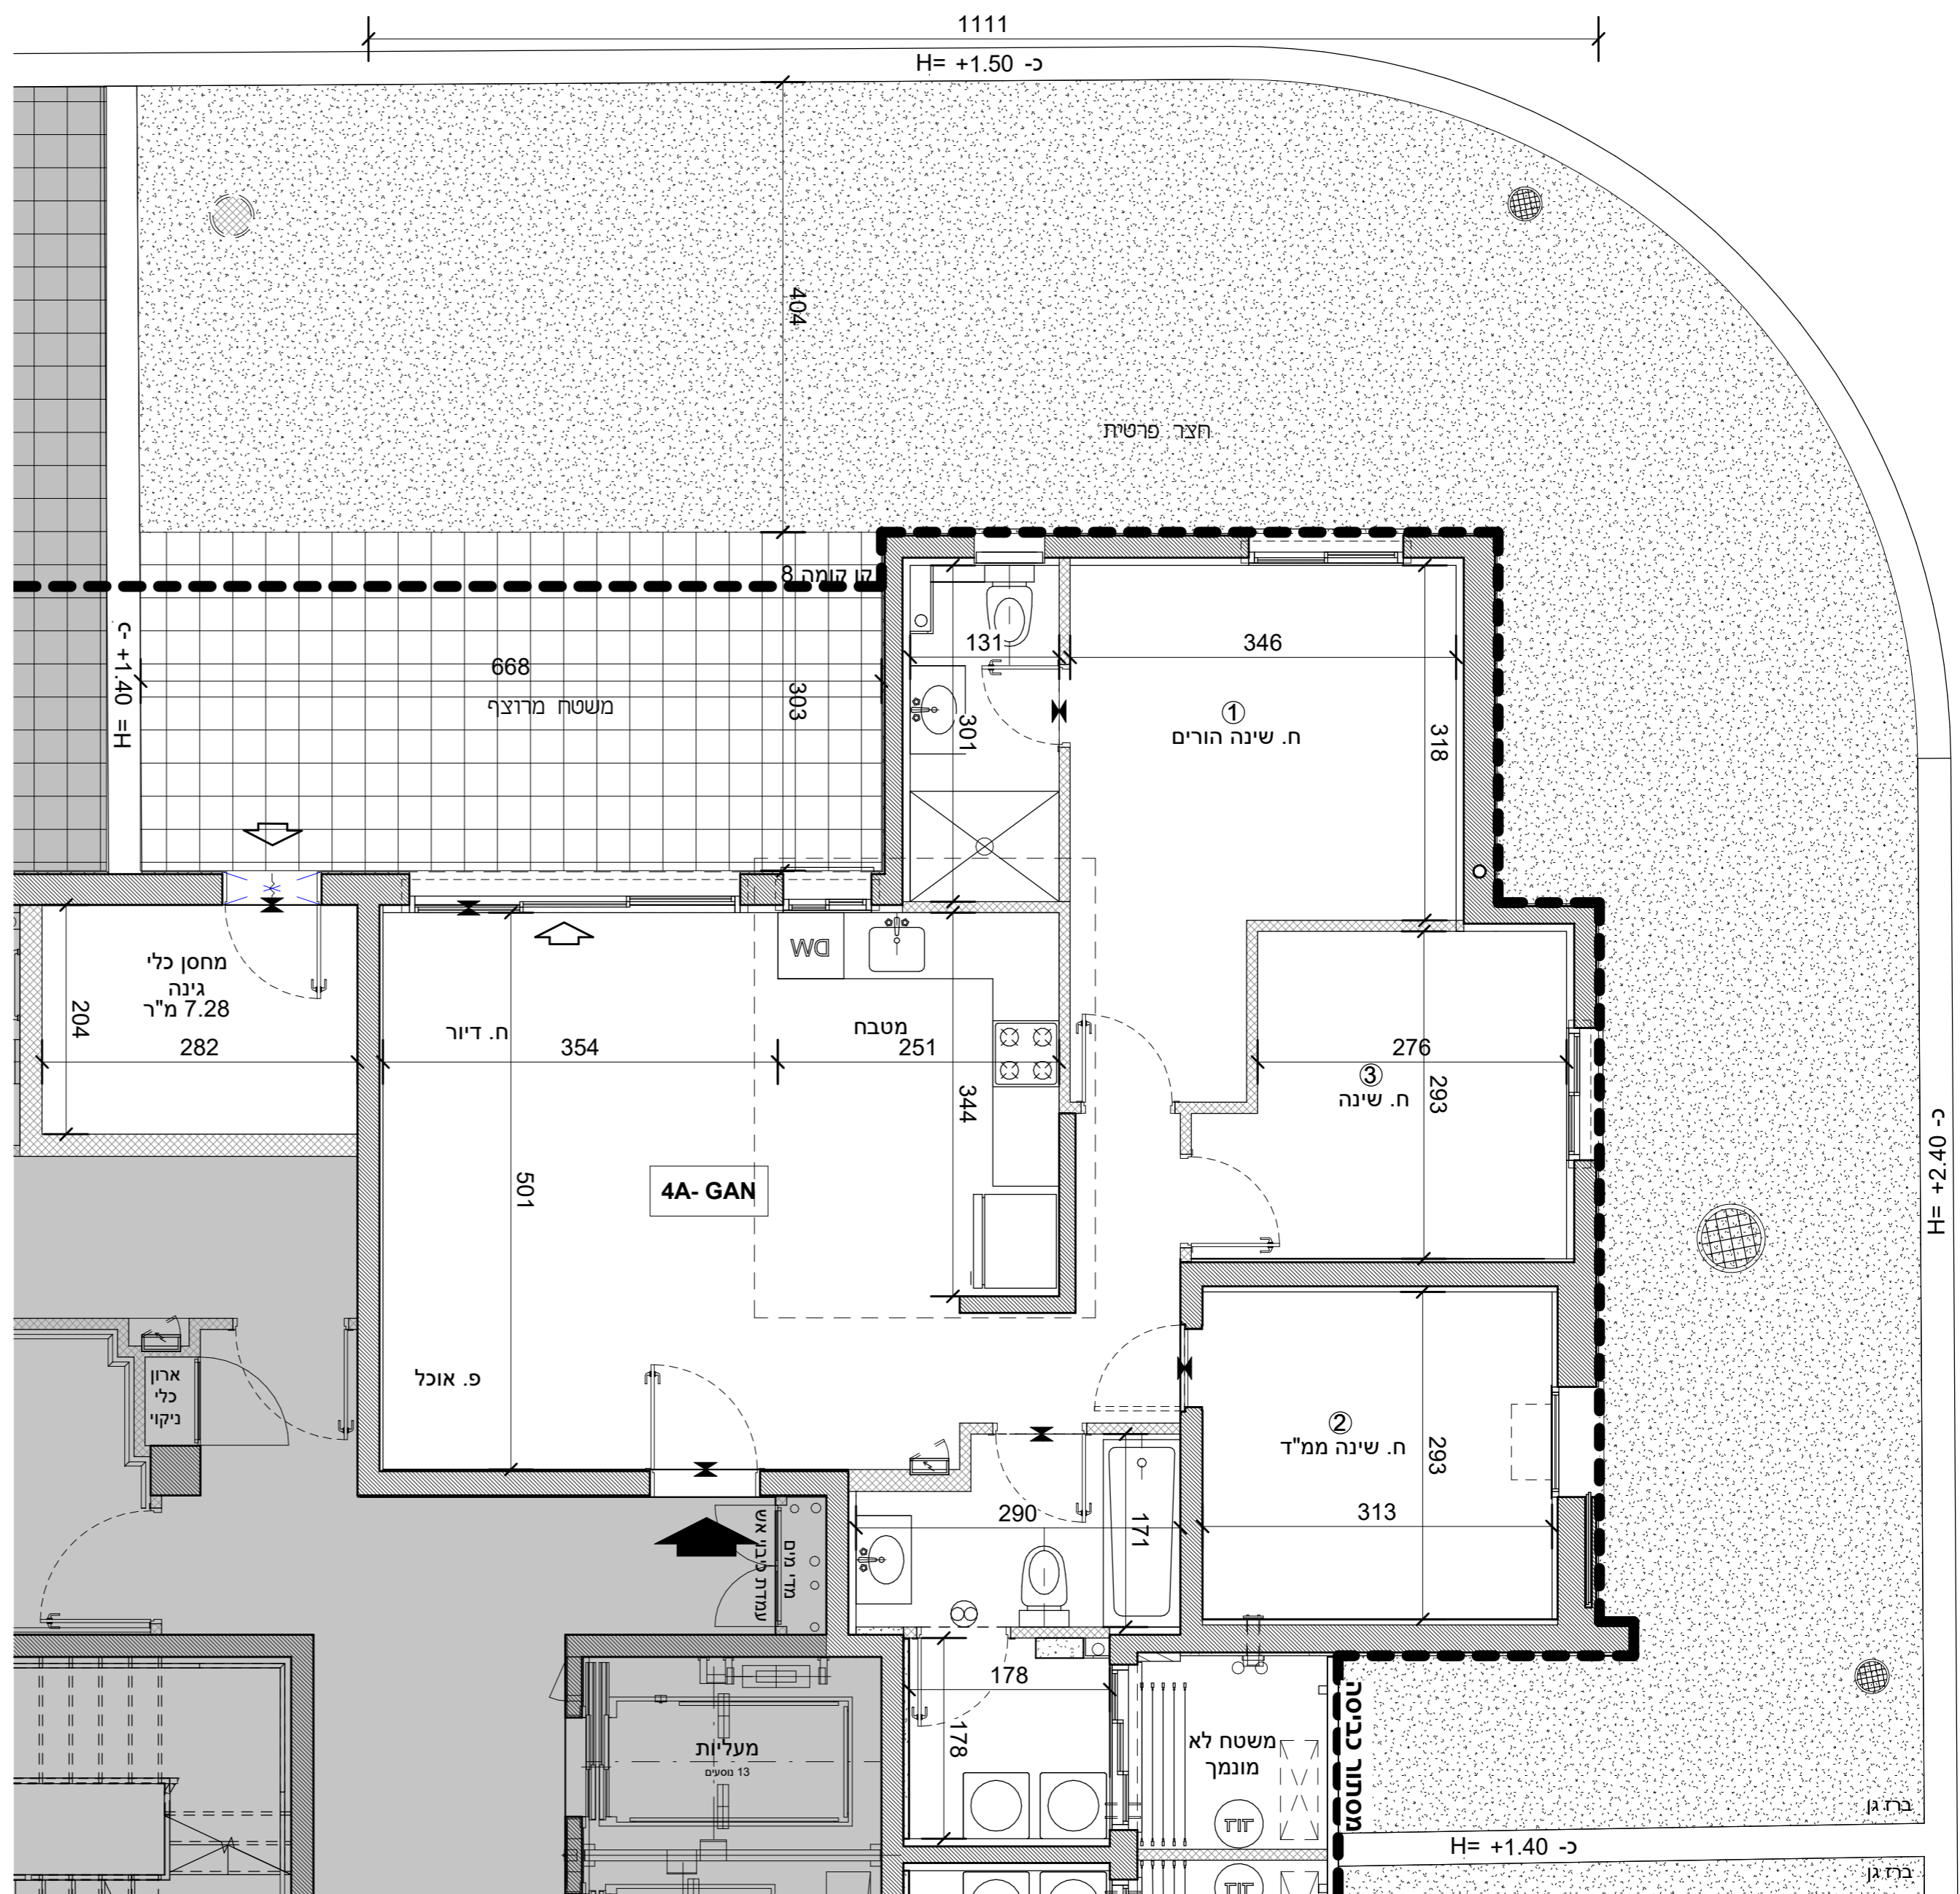 1111
H= +1.50 -כ
404
חצר פרטית
קו קומה 8
H= +1.40 -כ
668
משטח מרוצף
303
131
301
346
①
ח. שינה הורים
318
DW
מחסן כלי
גינה
7.28 מ"ר
204
282
ח. דיור
354
מטבח
251
344
276
③
ח. שינה
293
H= +2.40 -כ
501
4A- GAN
ארון
כלי
ניקוי
פ. אוכל
②
ח. שינה ממ"ד
293
313
290
171
עמדת כיבוי אש
מדי מים
178
178
מעליות
13 נוסעים
משטח לא
מונמך
מסתור כביסה
דוד
דוד
ברז גן
H= +1.40 -כ
ברז גן